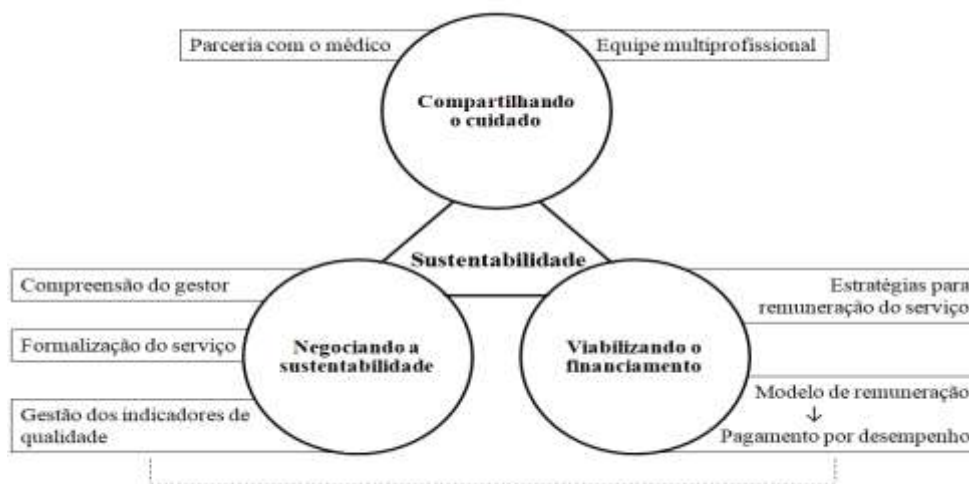 Parceria com o médico
Equipe multiprofissional
Compartilhando
o cuidado
Sustentabilidade
Compreensão do gestor
Formalização do serviço
Gestão dos indicadores de
qualidade
Negociando a
sustentabilidade
Viabilizando o
financiamento
Estratégias para
remuneração do serviço
Modelo de remuneração
↓
Pagamento por desempenho